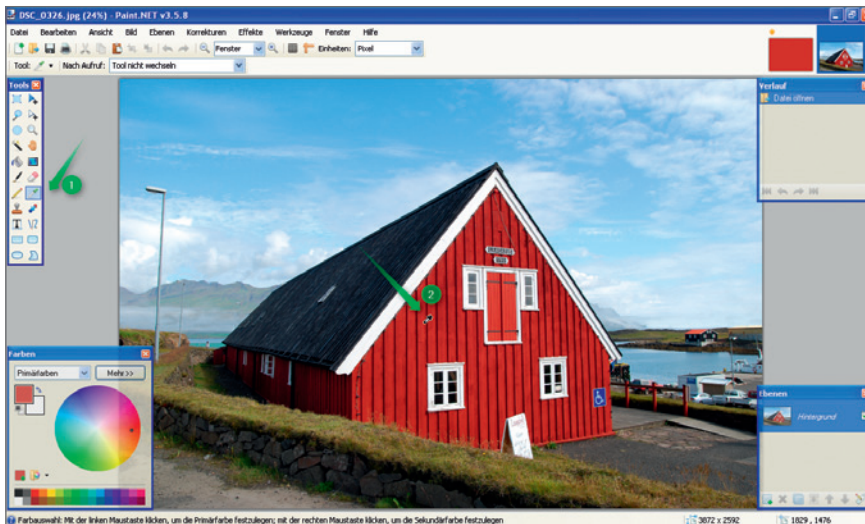 DSC_0326.jpg (24%) - Paint.NET v3.5.8
Datei Bearbeiten Ansicht Bild Ebenen Korrekturen Effekte Werkzeuge Fenster Hilfe
Fenster Einheiten: Pixel
Tool: Nach Aufruf: Tool nicht wechseln
Tools
Verlauf
Datei öffnen
1
2
Farben
Primärfarben Mehr >>
Ebenen
Hintergrund
Farbauswahl: Mit der linken Maustaste klicken, um die Primärfarbe festzulegen; mit der rechten Maustaste klicken, um die Sekundärfarbe festzulegen 3872 x 2592 1829, 1476